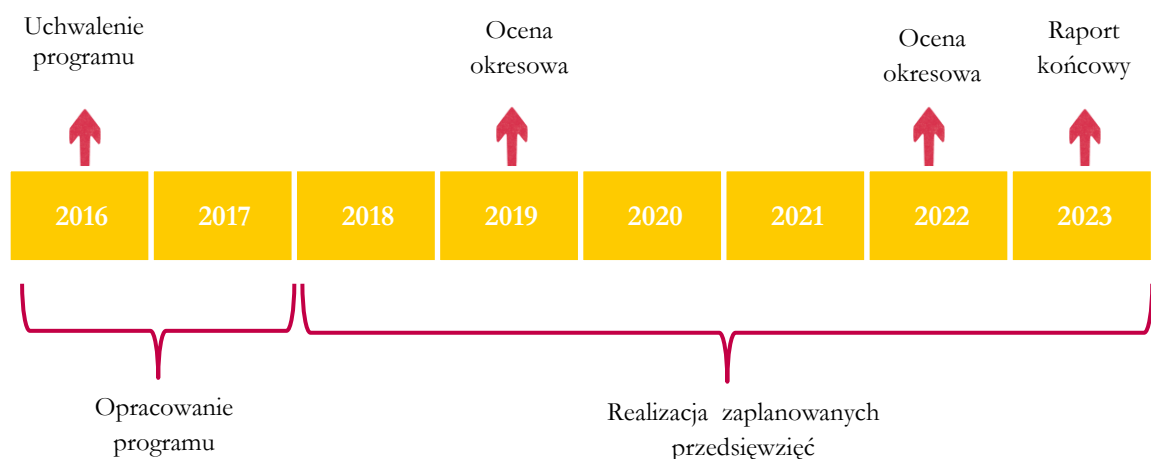 Uchwalenie
programu
Ocena
okresowa
Ocena
okresowa
Raport
końcowy
2016
2017
2018
2019
2020
2021
2022
2023
Opracowanie
programu
Realizacja zaplanowanych
przedsięwzięć